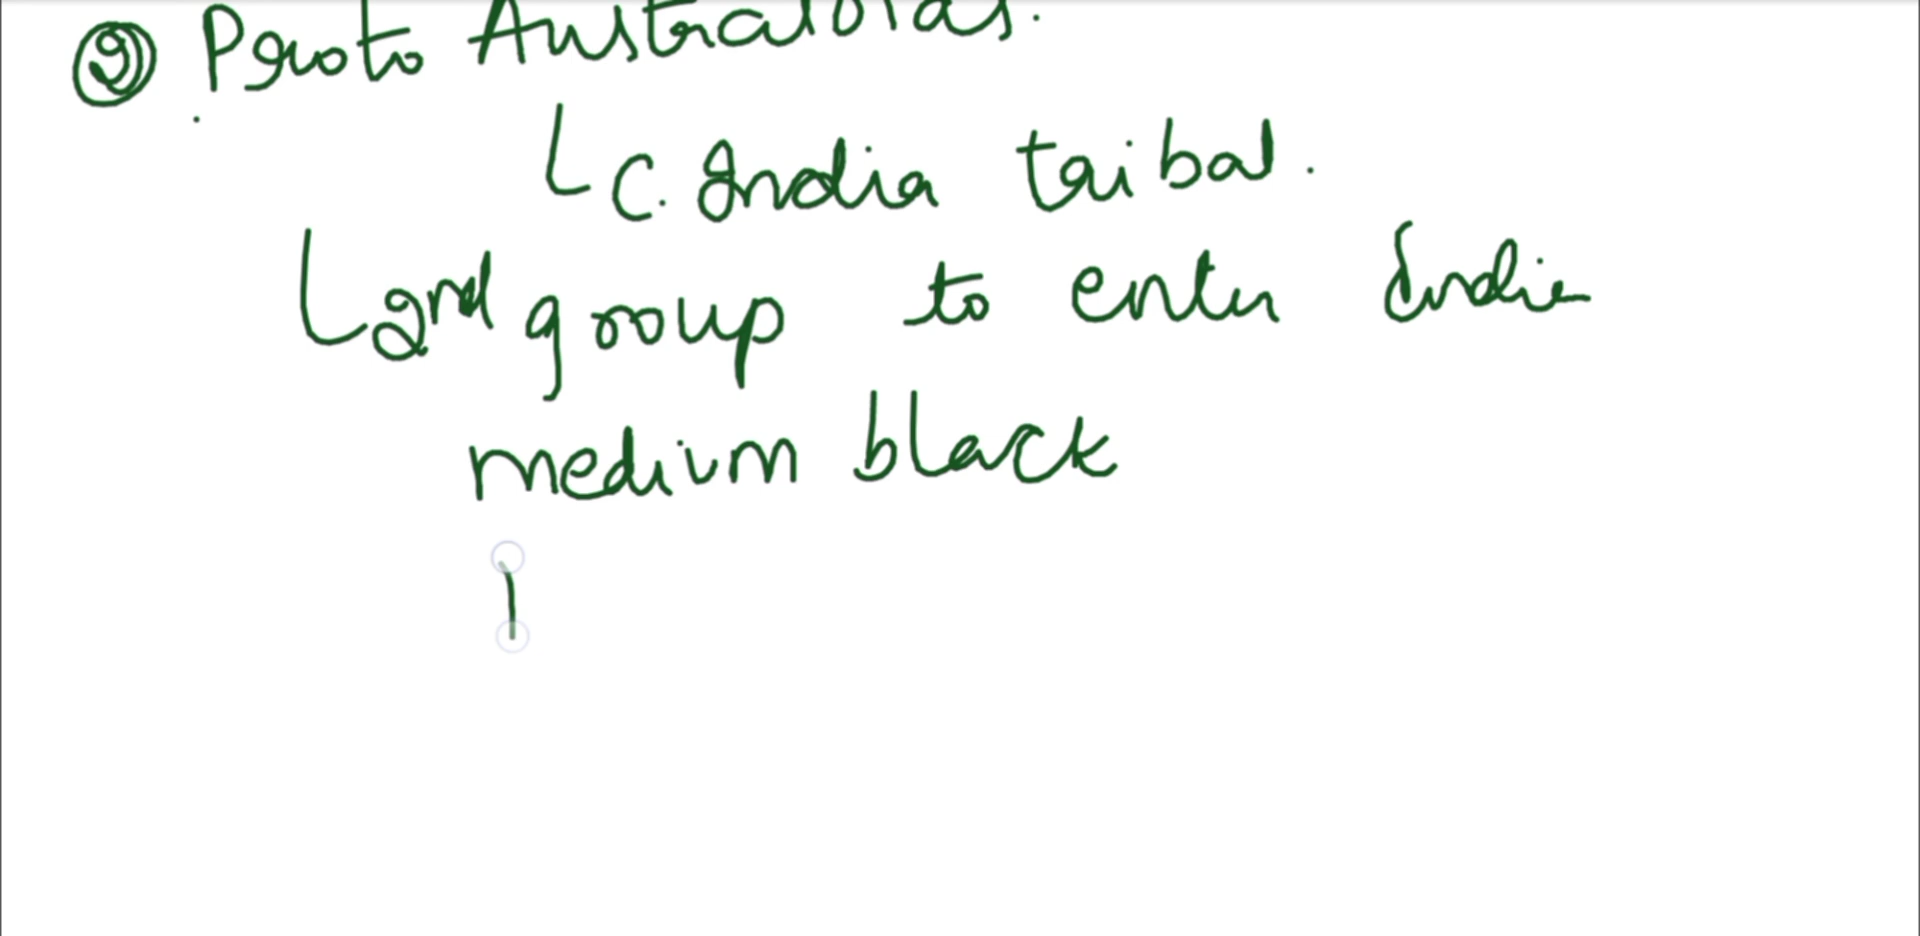 ② Proto Australoids.
C. India tribal.
2nd group to enter India
medium black